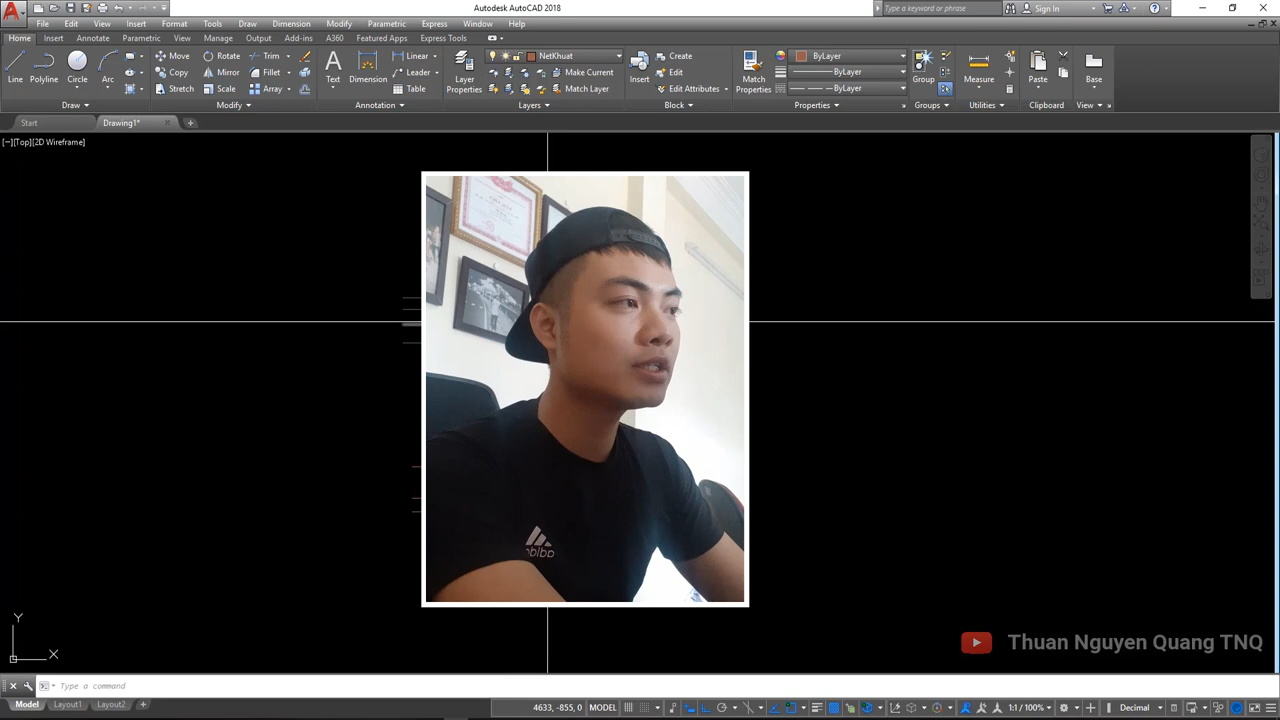 Autodesk AutoCAD 2018
Type a keyword or phrase
Sign In
File Edit View Insert Format Tools Draw Dimension Modify Parametric Express Window Help
Home Insert Annotate Parametric View Manage Output Add-ins A360 Featured Apps Express Tools
Line Polyline Circle Arc
Move Rotate Trim
Copy Mirror Fillet
Stretch Scale Array
Text Dimension
Linear
Leader
Table
Layer Properties
NetKhuat
Make Current
Match Layer
Insert
Create
Edit
Edit Attributes
Match Properties
ByLayer
ByLayer
ByLayer
Group
Measure
Paste
Base
Draw Modify Annotation Layers Block Properties Groups Utilities Clipboard View
Start Drawing1*
[−][Top][2D Wireframe]
adidas
Y
X
Thuan Nguyen Quang TNQ
Type a command
Model Layout1 Layout2
4633, -855, 0 MODEL 1:1 / 100% Decimal